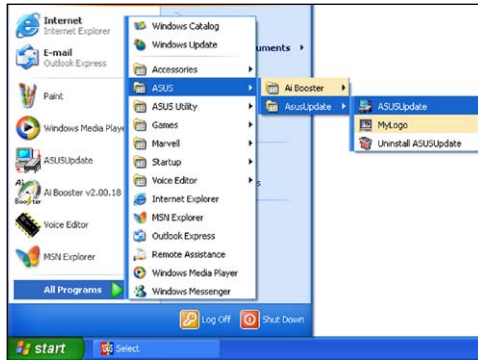 Internet
Internet Explorer
E-mail
Outlook Express
Paint
Windows Media Playe
ASUSUpdate
Ai Booster v2.00.18
Voice Editor
MSN Explorer
All Programs
Windows Catalog
Windows Update
Accessories
ASUS
ASUS Utility
Games
Marvell
Startup
Voice Editor
Internet Explorer
MSN Explorer
Outlook Express
Remote Assistance
Windows Media Player
Windows Messenger
uments
s
Ai Booster
AsusUpdate
ASUSUpdate
MyLogo
Uninstall ASUSUpdate
Log Off
Shut Down
start
Select